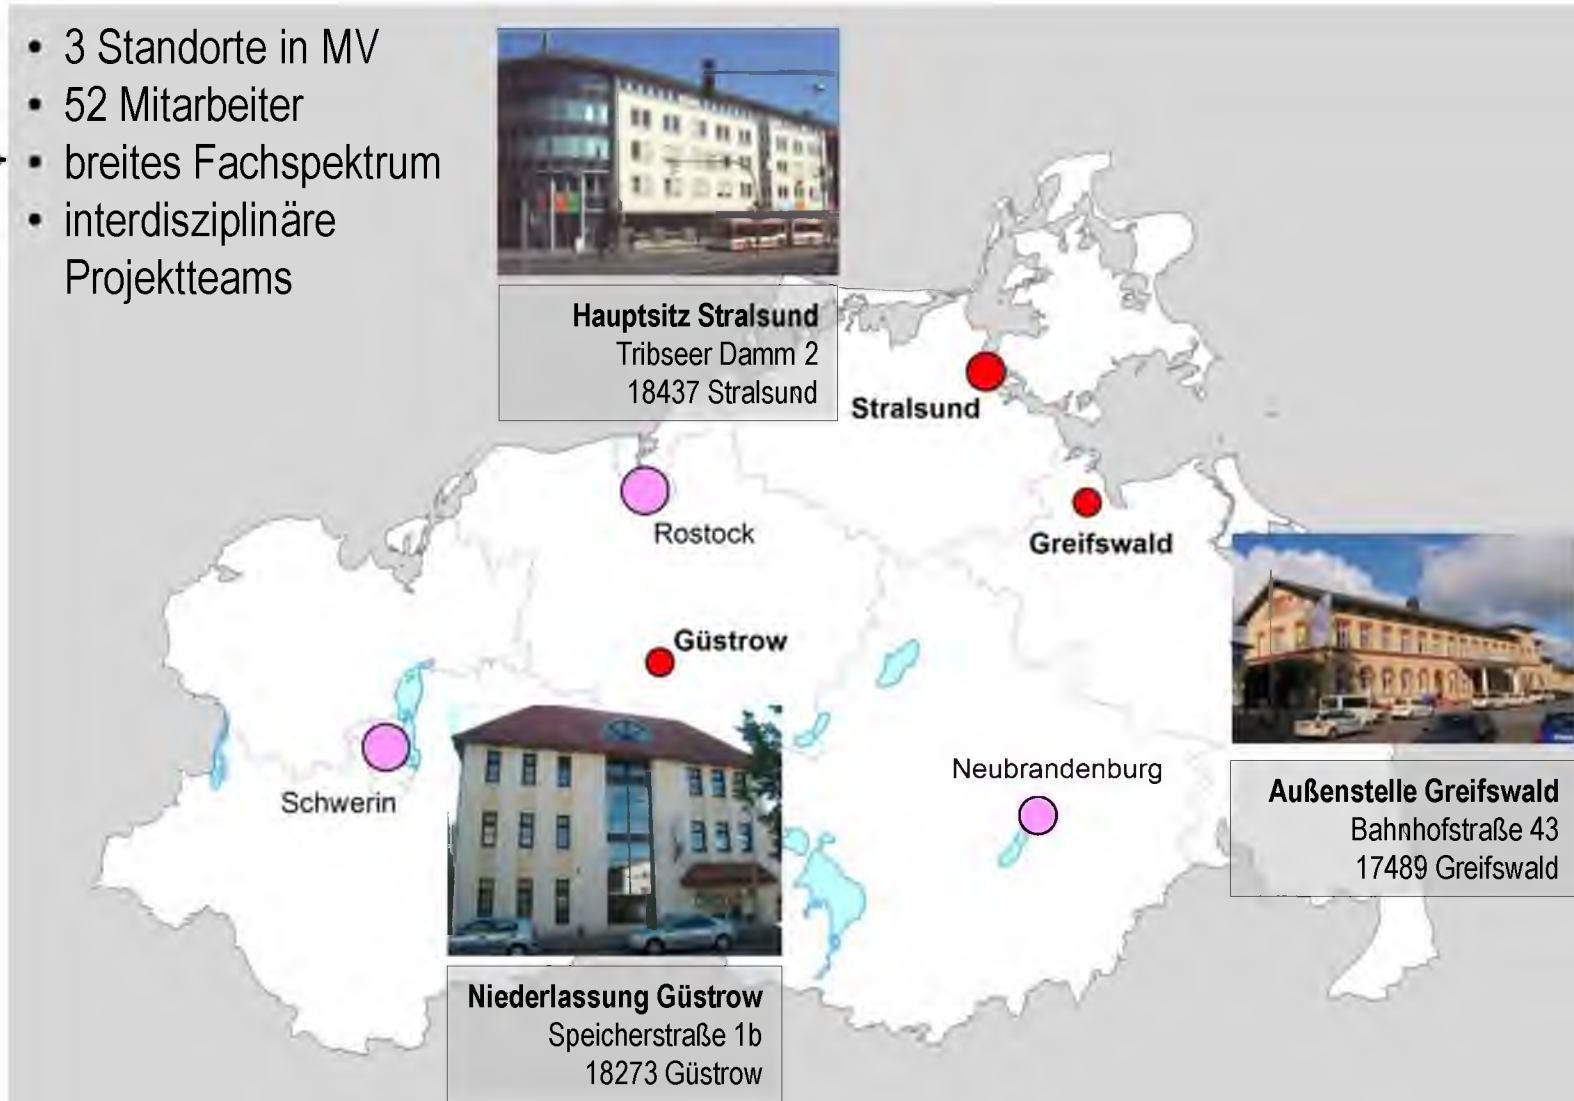 • 3 Standorte in MV
• 52 Mitarbeiter
• breites Fachspektrum
• interdisziplinäre
Projektteams
Hauptsitz Stralsund
Tribseer Damm 2
18437 Stralsund
Stralsund
Rostock
Greifswald
Güstrow
Schwerin
Neubrandenburg
Außenstelle Greifswald
Bahnhofstraße 43
17489 Greifswald
Niederlassung Güstrow
Speicherstraße 1b
18273 Güstrow